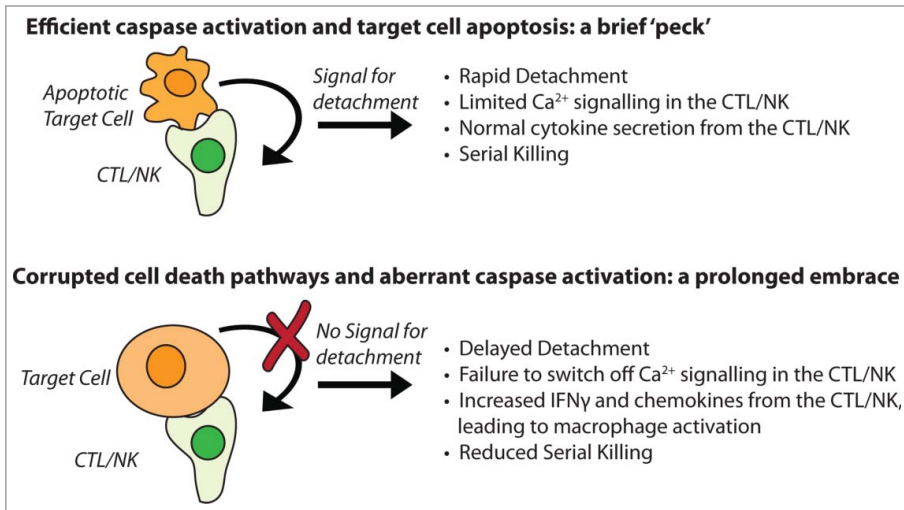 Efficient caspase activation and target cell apoptosis: a brief ‘peck’
Apoptotic
Target Cell
CTL/NK
Signal for
detachment
• Rapid Detachment
• Limited Ca²⁺ signalling in the CTL/NK
• Normal cytokine secretion from the CTL/NK
• Serial Killing
Corrupted cell death pathways and aberrant caspase activation: a prolonged embrace
Target Cell
CTL/NK
No Signal for
detachment
• Delayed Detachment
• Failure to switch off Ca²⁺ signalling in the CTL/NK
• Increased IFNγ and chemokines from the CTL/NK,
leading to macrophage activation
• Reduced Serial Killing